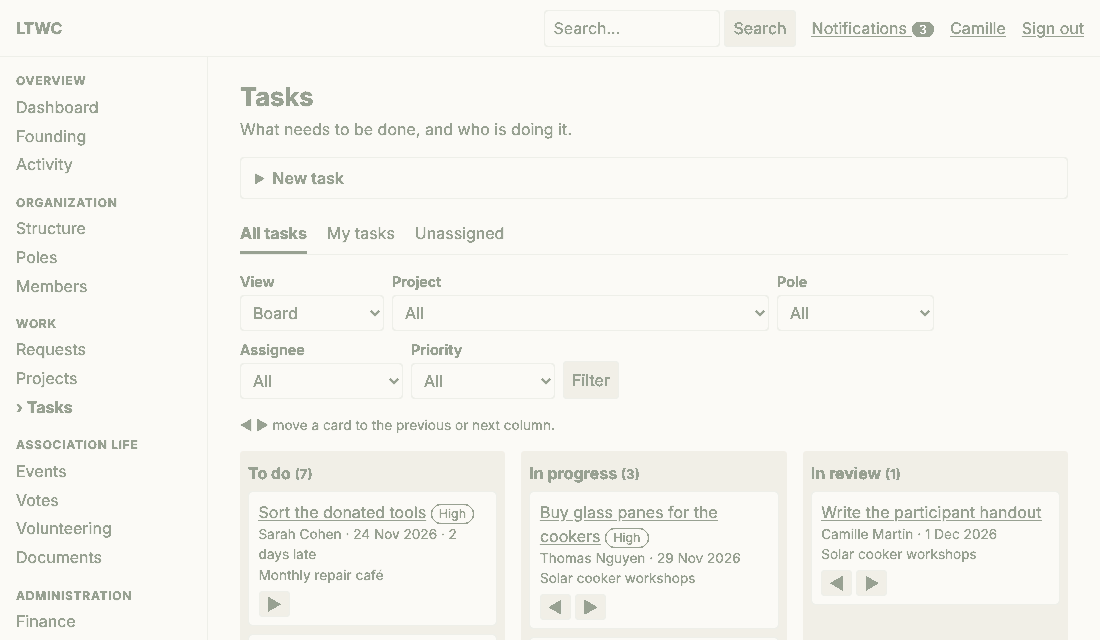 LTWC
Search...
Search
Notifications 3
Camille
Sign out
OVERVIEW
Dashboard
Founding
Activity
ORGANIZATION
Structure
Poles
Members
WORK
Requests
Projects
› Tasks
ASSOCIATION LIFE
Events
Votes
Volunteering
Documents
ADMINISTRATION
Finance
Tasks
What needs to be done, and who is doing it.
▶ New task
All tasks
My tasks
Unassigned
View
Project
Pole
Board
All
All
Assignee
Priority
All
All
Filter
◀ ▶ move a card to the previous or next column.
To do (7)
Sort the donated tools High
Sarah Cohen · 24 Nov 2026 · 2
days late
Monthly repair café
▶
In progress (3)
Buy glass panes for the
cookers High
Thomas Nguyen · 29 Nov 2026
Solar cooker workshops
◀ ▶
In review (1)
Write the participant handout
Camille Martin · 1 Dec 2026
Solar cooker workshops
◀ ▶